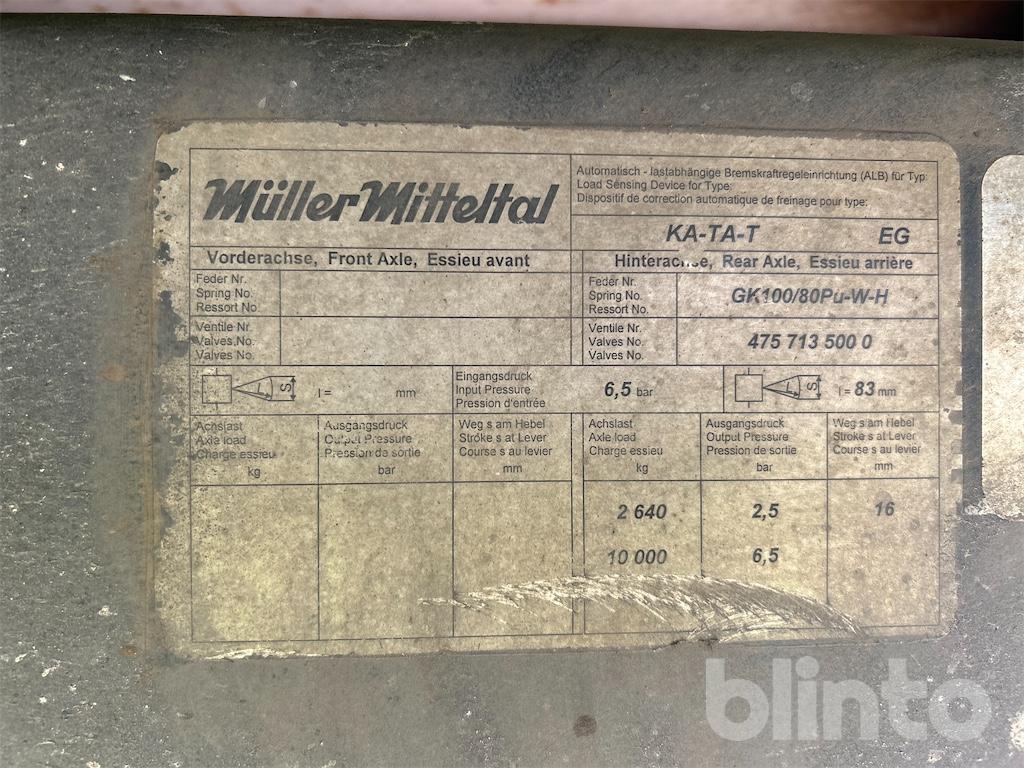 Müller Mitteltal
Automatisch - lastabhängige Bremskraftregeleinrichtung (ALB) für Typ:
Load Sensing Device for Type:
Dispositif de correction automatique de freinage pour type:
KA-TA-T EG
Vorderachse, Front Axle, Essieu avant
Hinterachse, Rear Axle, Essieu arrière
Feder Nr.
Spring No.
Ressort No.
Feder Nr.
Spring No.
Ressort No.
GK100/80Pu-W-H
Ventile Nr.
Valves No.
Valves No.
Ventile Nr.
Valves No.
Valves No.
475 713 500 0
L S l = mm
Eingangsdruck
Input Pressure
Pression d'entrée
6,5 bar
L S l = 83 mm
Achslast
Axle load
Charge essieu
kg
Ausgangsdruck
Output Pressure
Pression de sortie
bar
Weg s am Hebel
Stroke s at Lever
Course s au levier
mm
Achslast
Axle load
Charge essieu
kg
Ausgangsdruck
Output Pressure
Pression de sortie
bar
Weg s am Hebel
Stroke s at Lever
Course s au levier
mm
2 640 2,5 16
10 000 6,5
blinto